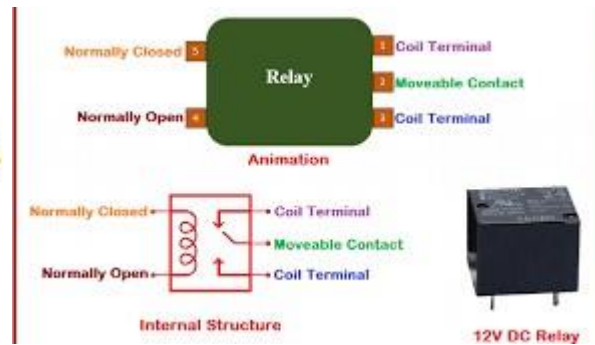 Normally Closed 5 1 Coil Terminal
Relay
2 Moveable Contact
Normally Open 4 3 Coil Terminal
Animation
Normally Closed Coil Terminal
Moveable Contact
Normally Open Coil Terminal
Internal Structure
12V DC Relay